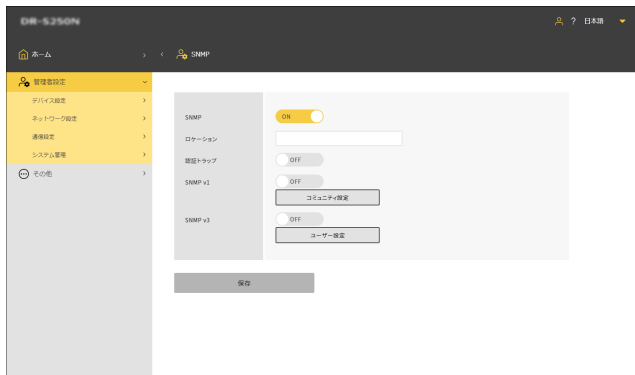 DR-S250N
? 日本語
ホーム
SNMP
管理者設定
デバイス設定
ネットワーク設定
通信設定
システム管理
その他
SNMP ON
ロケーション
認証トラップ OFF
SNMP v1 OFF
コミュニティ設定
SNMP v3 OFF
ユーザー設定
保存